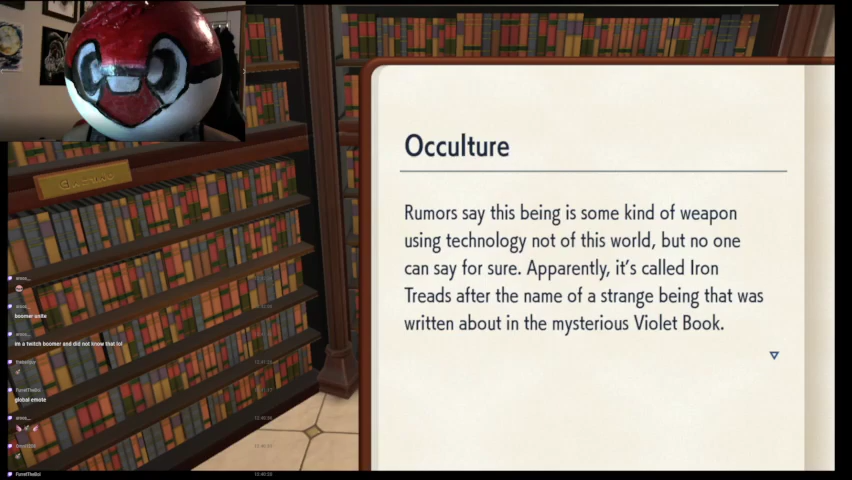 Occulture
Rumors say this being is some kind of weapon
using technology not of this world, but no one
can say for sure. Apparently, it's called Iron
Treads after the name of a strange being that was
written about in the mysterious Violet Book.
boomer unite
im a twitch boomer and did not know that lol
global emote